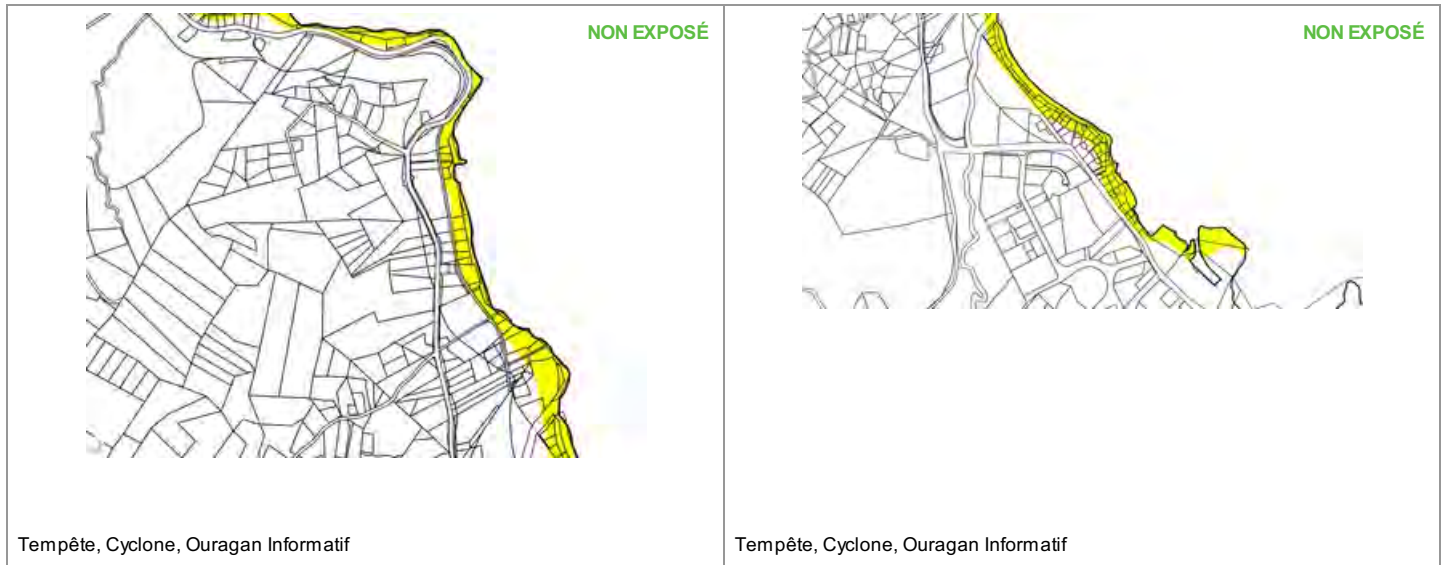 NON EXPOSÉ
Tempête, Cyclone, Ouragan Informatif
NON EXPOSÉ
Tempête, Cyclone, Ouragan Informatif